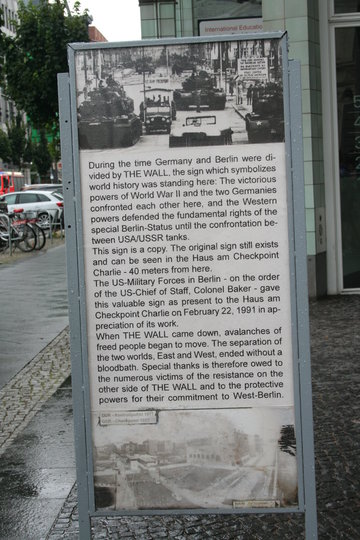 International Educatio
During the time Germany and Berlin were di-
vided by THE WALL, the sign which symbolizes
world history was standing here: The victorious
powers of World War II and the two Germanies
confronted each other here, and the Western
powers defended the fundamental rights of the
special Berlin-Status until the confrontation be-
tween USA/USSR tanks.
This sign is a copy. The original sign still exists
and can be seen in the Haus am Checkpoint
Charlie - 40 meters from here.
The US-Military Forces in Berlin - on the order
of the US-Chief of Staff, Colonel Baker - gave
this valuable sign as present to the Haus am
Checkpoint Charlie on February 22, 1991 in ap-
preciation of its work.
When THE WALL came down, avalanches of
freed people began to move. The separation of
the two worlds, East and West, ended without a
bloodbath. Special thanks is therefore owed to
the numerous victims of the resistance on the
other side of THE WALL and to the protective
powers for their commitment to West-Berlin.